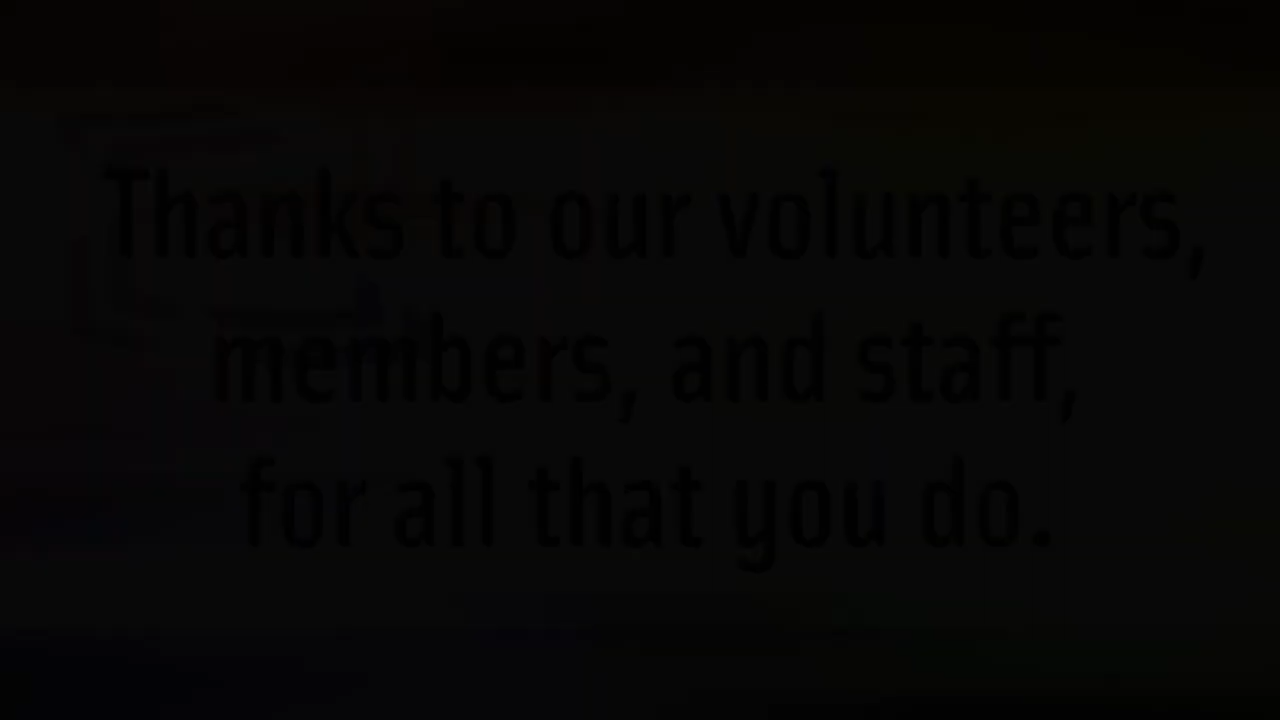 Thanks to our volunteers,
members, and staff,
for all that you do.